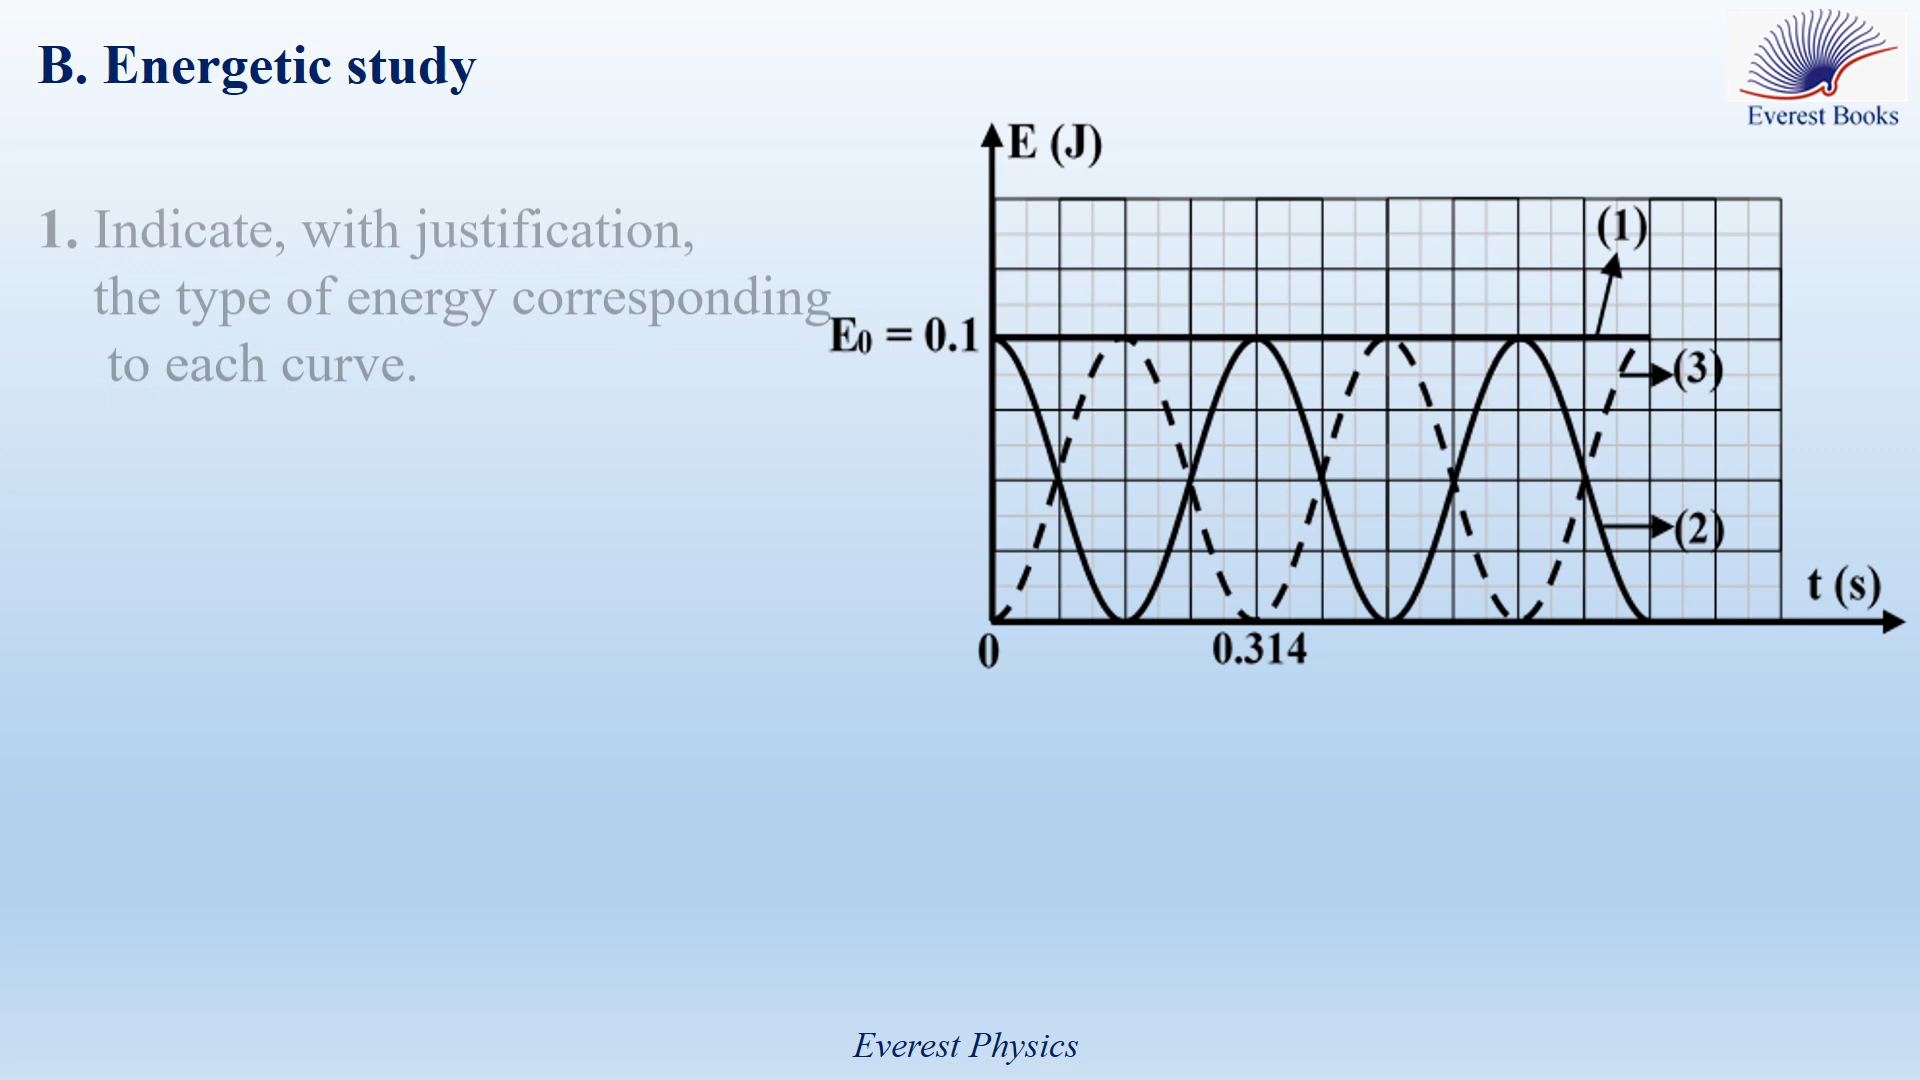 B. Energetic study
Everest Books
E (J)
1. Indicate, with justification,
the type of energy corresponding
to each curve.
(1)
E₀ = 0.1
(3)
(2)
t (s)
0
0.314
Everest Physics